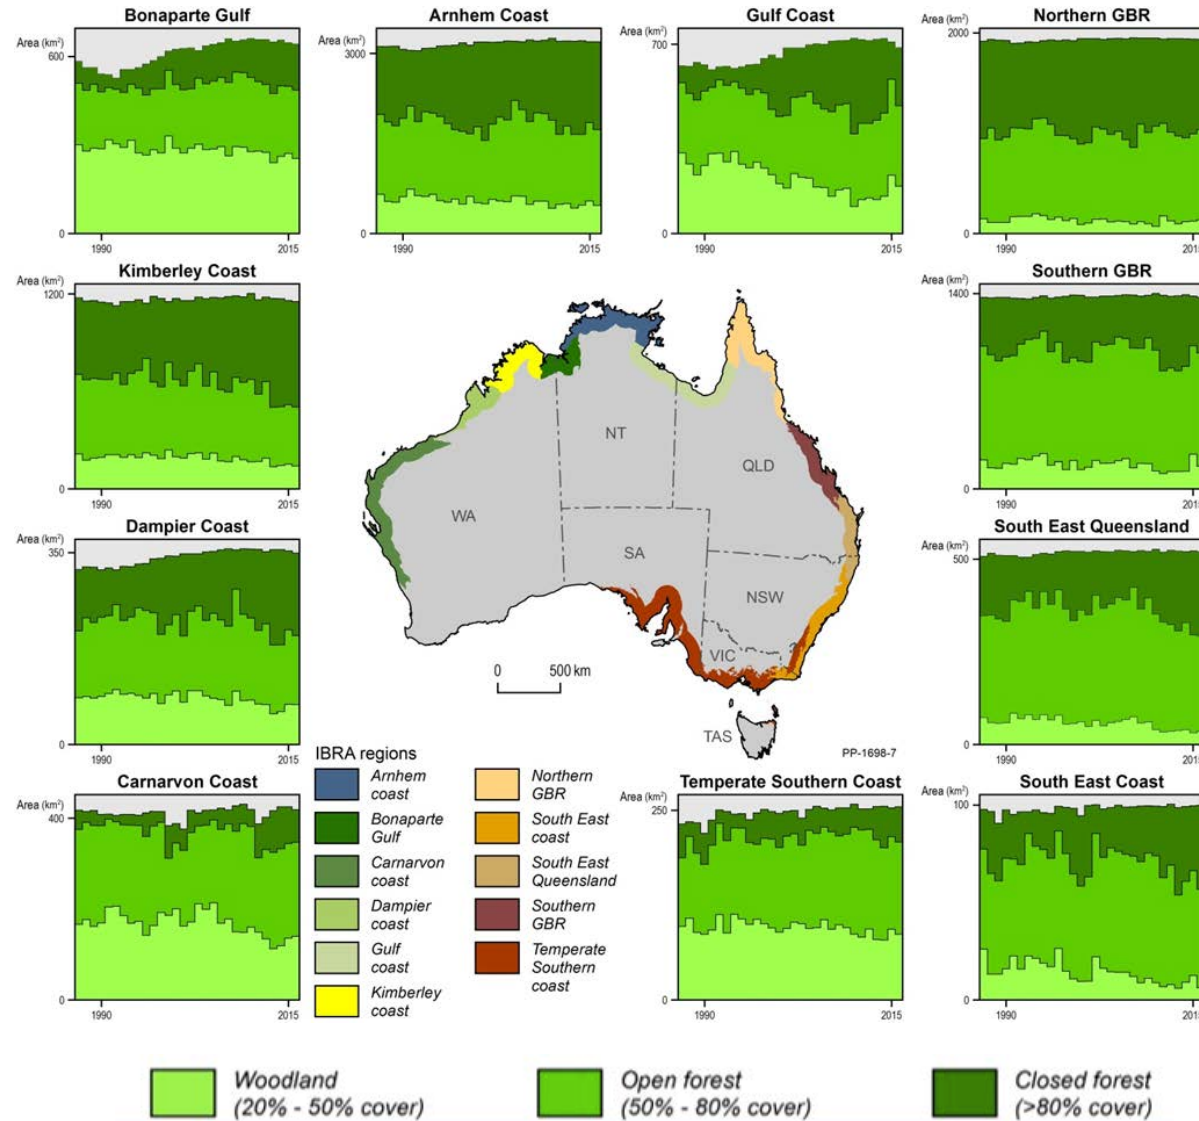 Bonaparte Gulf
Area (km²)
600
0
1990
2015
Arnhem Coast
Area (km²)
3000
0
1990
2015
Gulf Coast
Area (km²)
700
0
1990
2015
Northern GBR
Area (km²)
2000
0
1990
2015
Kimberley Coast
Area (km²)
1200
0
1990
2015
Southern GBR
Area (km²)
1400
0
1990
2015
Dampier Coast
Area (km²)
350
0
1990
2015
South East Queensland
Area (km²)
500
0
1990
2015
NT
QLD
WA
SA
NSW
VIC
TAS
0 500 km
PP-1698-7
Carnarvon Coast
Area (km²)
400
0
1990
2015
IBRA regions
Arnhem
coast
Bonaparte
Gulf
Carnarvon
coast
Dampier
coast
Gulf
coast
Kimberley
coast
Northern
GBR
South East
coast
South East
Queensland
Southern
GBR
Temperate
Southern
coast
Temperate Southern Coast
Area (km²)
250
0
1990
2015
South East Coast
Area (km²)
100
0
1990
2015
Woodland
(20% - 50% cover)
Open forest
(50% - 80% cover)
Closed forest
(>80% cover)